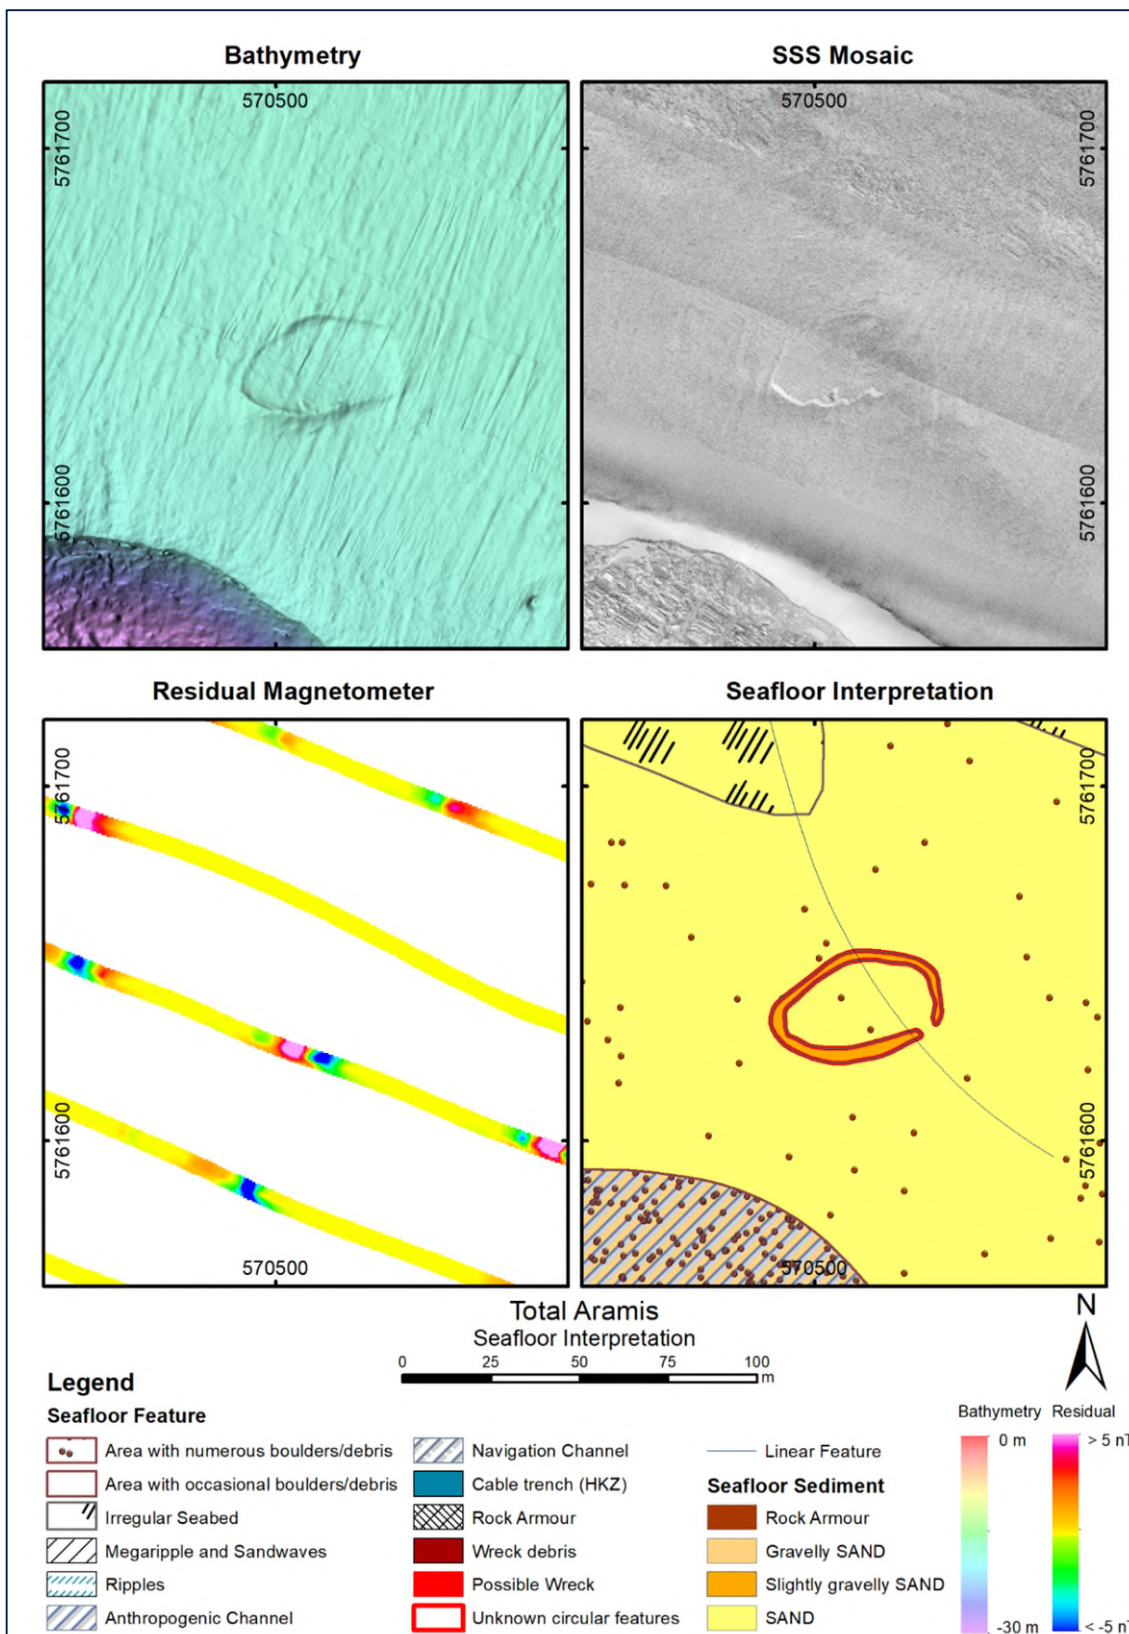 Bathymetry
SSS Mosaic
570500
570500
5761700
5761700
5761600
5761600
Residual Magnetometer
Seafloor Interpretation
5761700
5761700
5761600
5761600
570500
570500
Total Aramis
Seafloor Interpretation
N
0 25 50 75 100
m
Legend
Seafloor Feature
Area with numerous boulders/debris
Area with occasional boulders/debris
Irregular Seabed
Megaripple and Sandwaves
Ripples
Anthropogenic Channel
Navigation Channel
Cable trench (HKZ)
Rock Armour
Wreck debris
Possible Wreck
Unknown circular features
Linear Feature
Seafloor Sediment
Rock Armour
Gravelly SAND
Slightly gravelly SAND
SAND
Bathymetry Residual
0 m > 5 nT
-30 m < -5 nT